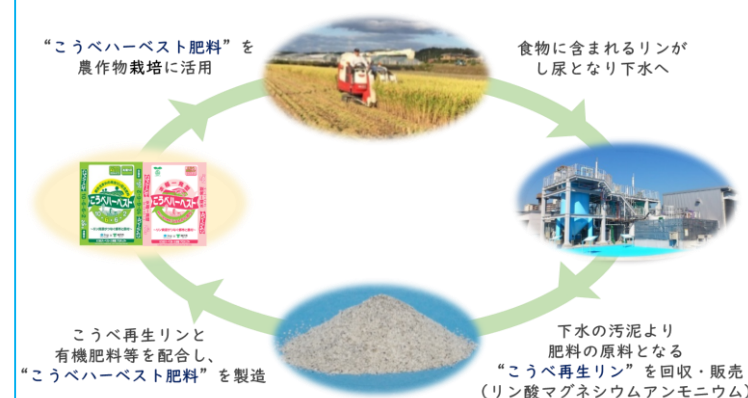 “こうべハーベスト肥料” を
農作物栽培に活用
食物に含まれるリンが
し尿となり下水へ
こうべハーベスト
こうべハーベスト
下水の汚泥より
肥料の原料となる
“こうべ再生リン” を回収・販売
(リン酸マグネシウムアンモニウム)
こうべ再生リンと
有機肥料等を配合し、
“こうべハーベスト肥料” を製造